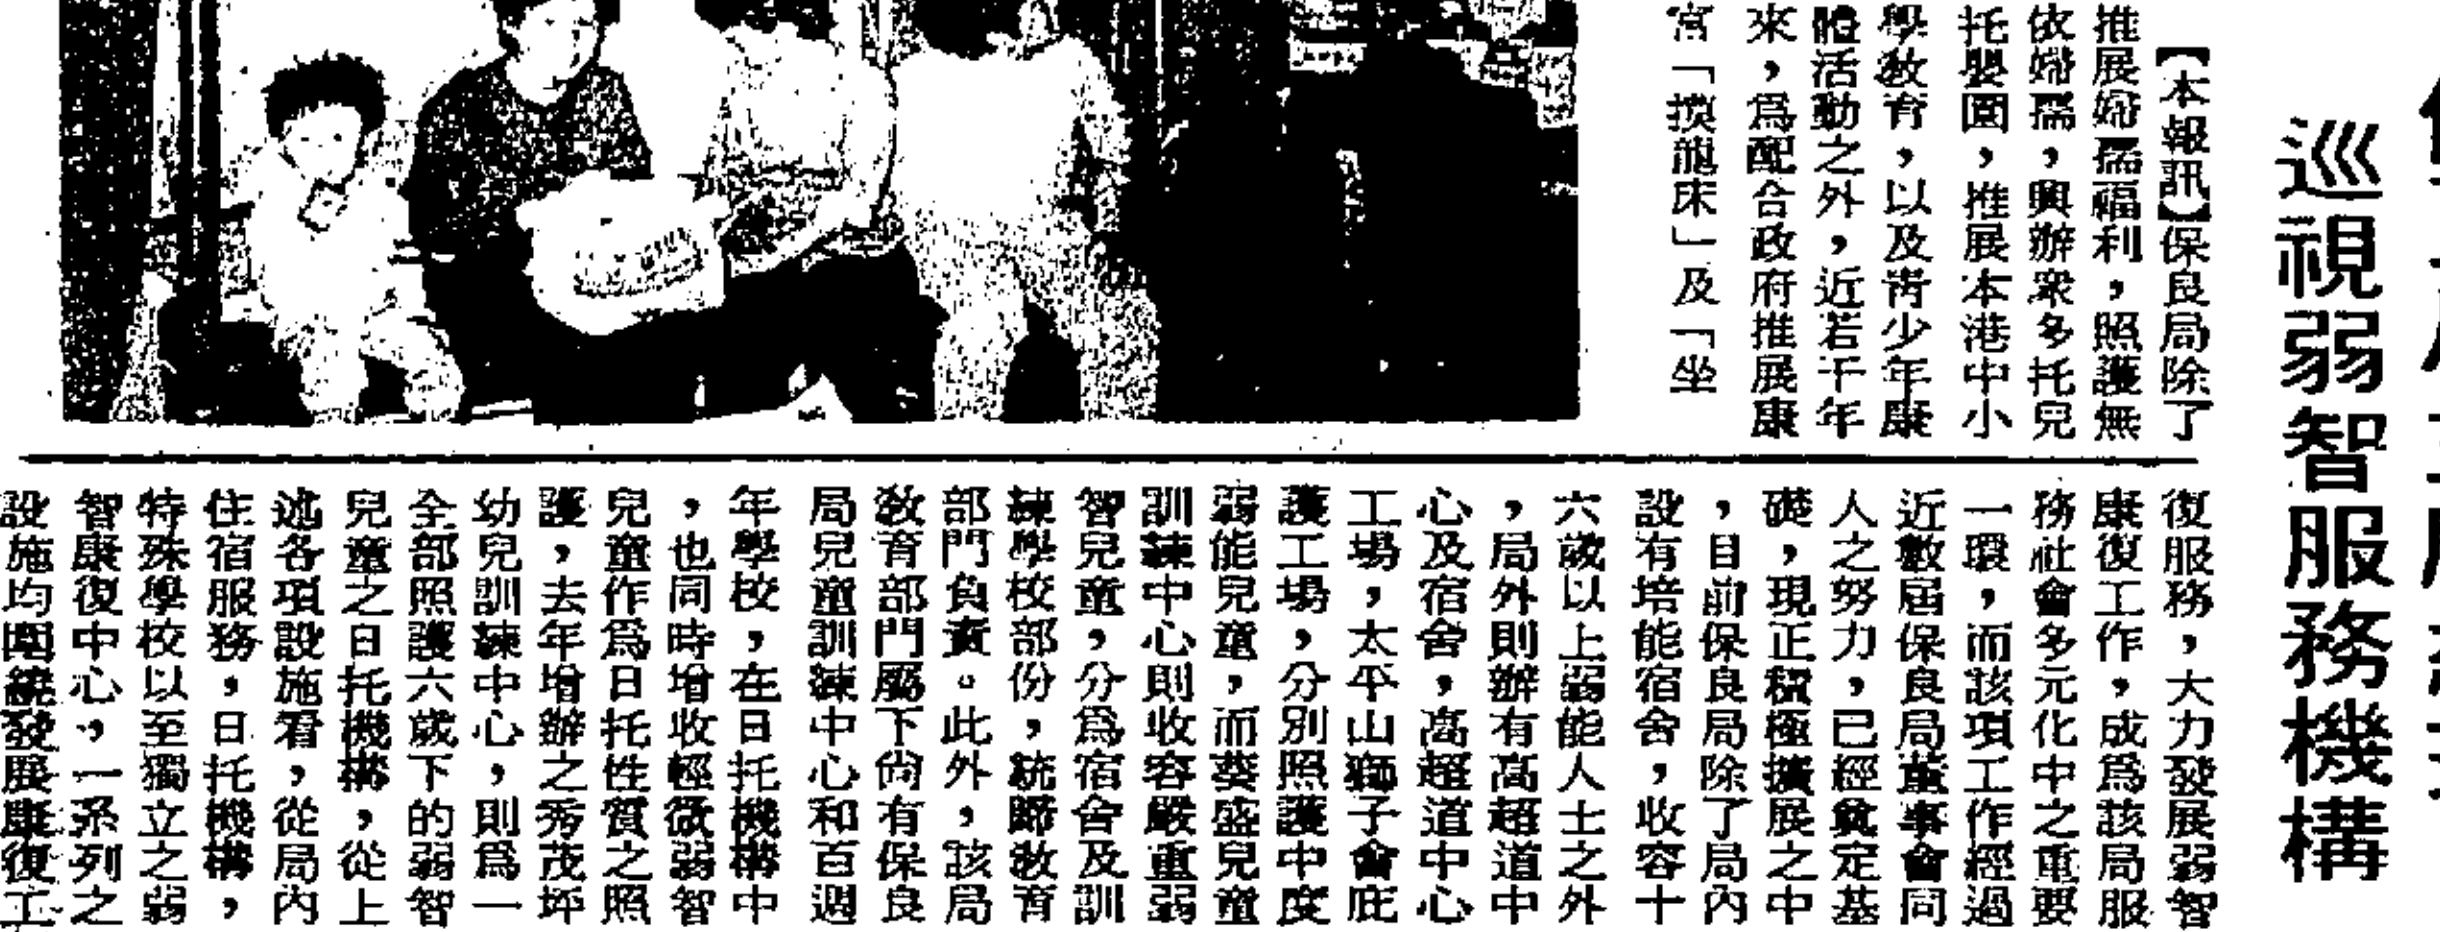 巡視弱智服務機構
【本報訊】保良局除了
推展婦孺福利，照護無
依婦孺，興辦衆多托兒
托嬰園，推展本港中小
學敎育，以及靑少年康
體活動之外，近若干年
來，爲配合政府推展康
宮「摸龍床」及「坐
復服務，大力發展弱智
康復工作，成爲該局服
務社會多元化中之重要
一環，而該項工作經過
近數屆保良局董事會同
人之努力，已經奠定基
礎，現正積極擴展之中
，目前保良局除了局內
設有培能宿舍，收容十
六歲以上弱能人士之外
，局外則辦有高超道中
心及宿舍，高超道中心
工場，太平山獅子會庇
護工場，分別照護中度
弱能兒童，而葵盛兒童
訓練中心則收容嚴重弱
智兒童，分爲宿舍及訓
練學校部份，統歸敎育
部門負責。此外，該局
敎育部門屬下尙有保良
局兒童訓練中心和百週
年學校，在日托機構中
，也同時增收輕微弱智
兒童作爲日托性質之照
護，去年增辦之秀茂坪
幼兒訓練中心，則爲一
全部照護六歲下的弱智
兒童之日托機構，從上
述各項設施看，從局內
住宿服務，日托機構，
特殊學校以至獨立之弱
智康復中心，一系列之
設施均圍繞發展康復工